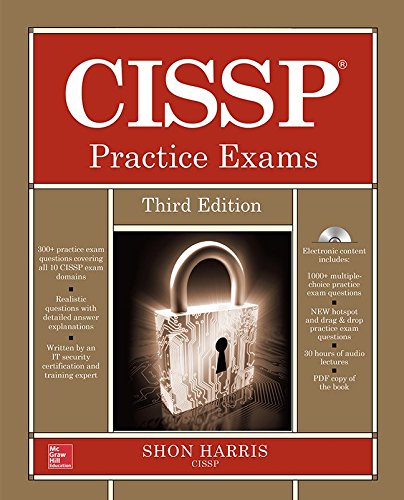 CISSP®
Practice Exams
Third Edition
300+ practice exam
questions covering
all 10 CISSP exam
domains
Realistic
questions with
detailed answer
explanations
Written by an
IT security
certification and
training expert
Electronic content
includes:
1000+ multiple-
choice practice
exam questions
NEW hotspot
and drag & drop
practice exam
questions
30 hours of audio
lectures
PDF copy of
the book
Mc
Graw
Hill
Education
SHON HARRIS
CISSP